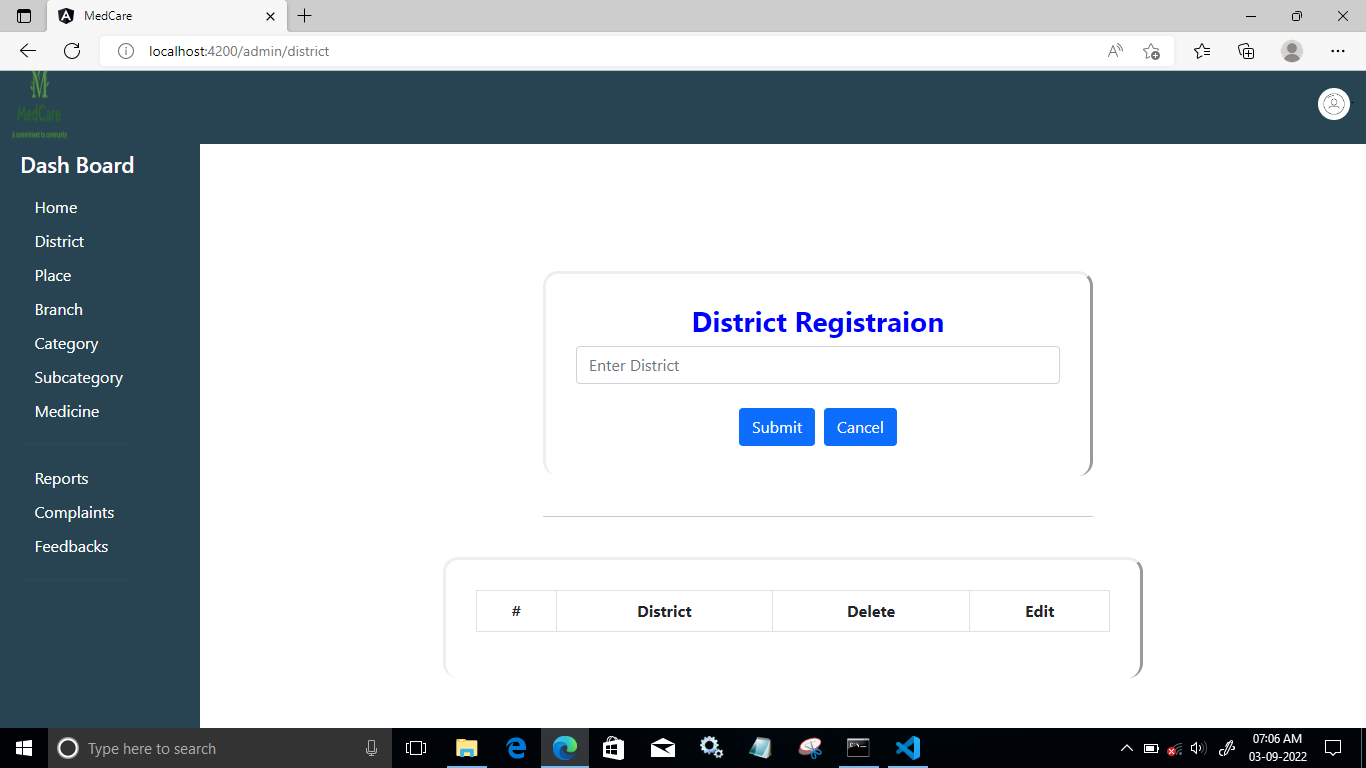 MedCare
localhost:4200/admin/district
M
MedCare
A commitment to community
Dash Board
Home
District
Place
Branch
Category
Subcategory
Medicine
Reports
Complaints
Feedbacks
District Registraion
Enter District
Submit Cancel
# District Delete Edit
Type here to search
07:06 AM
03-09-2022